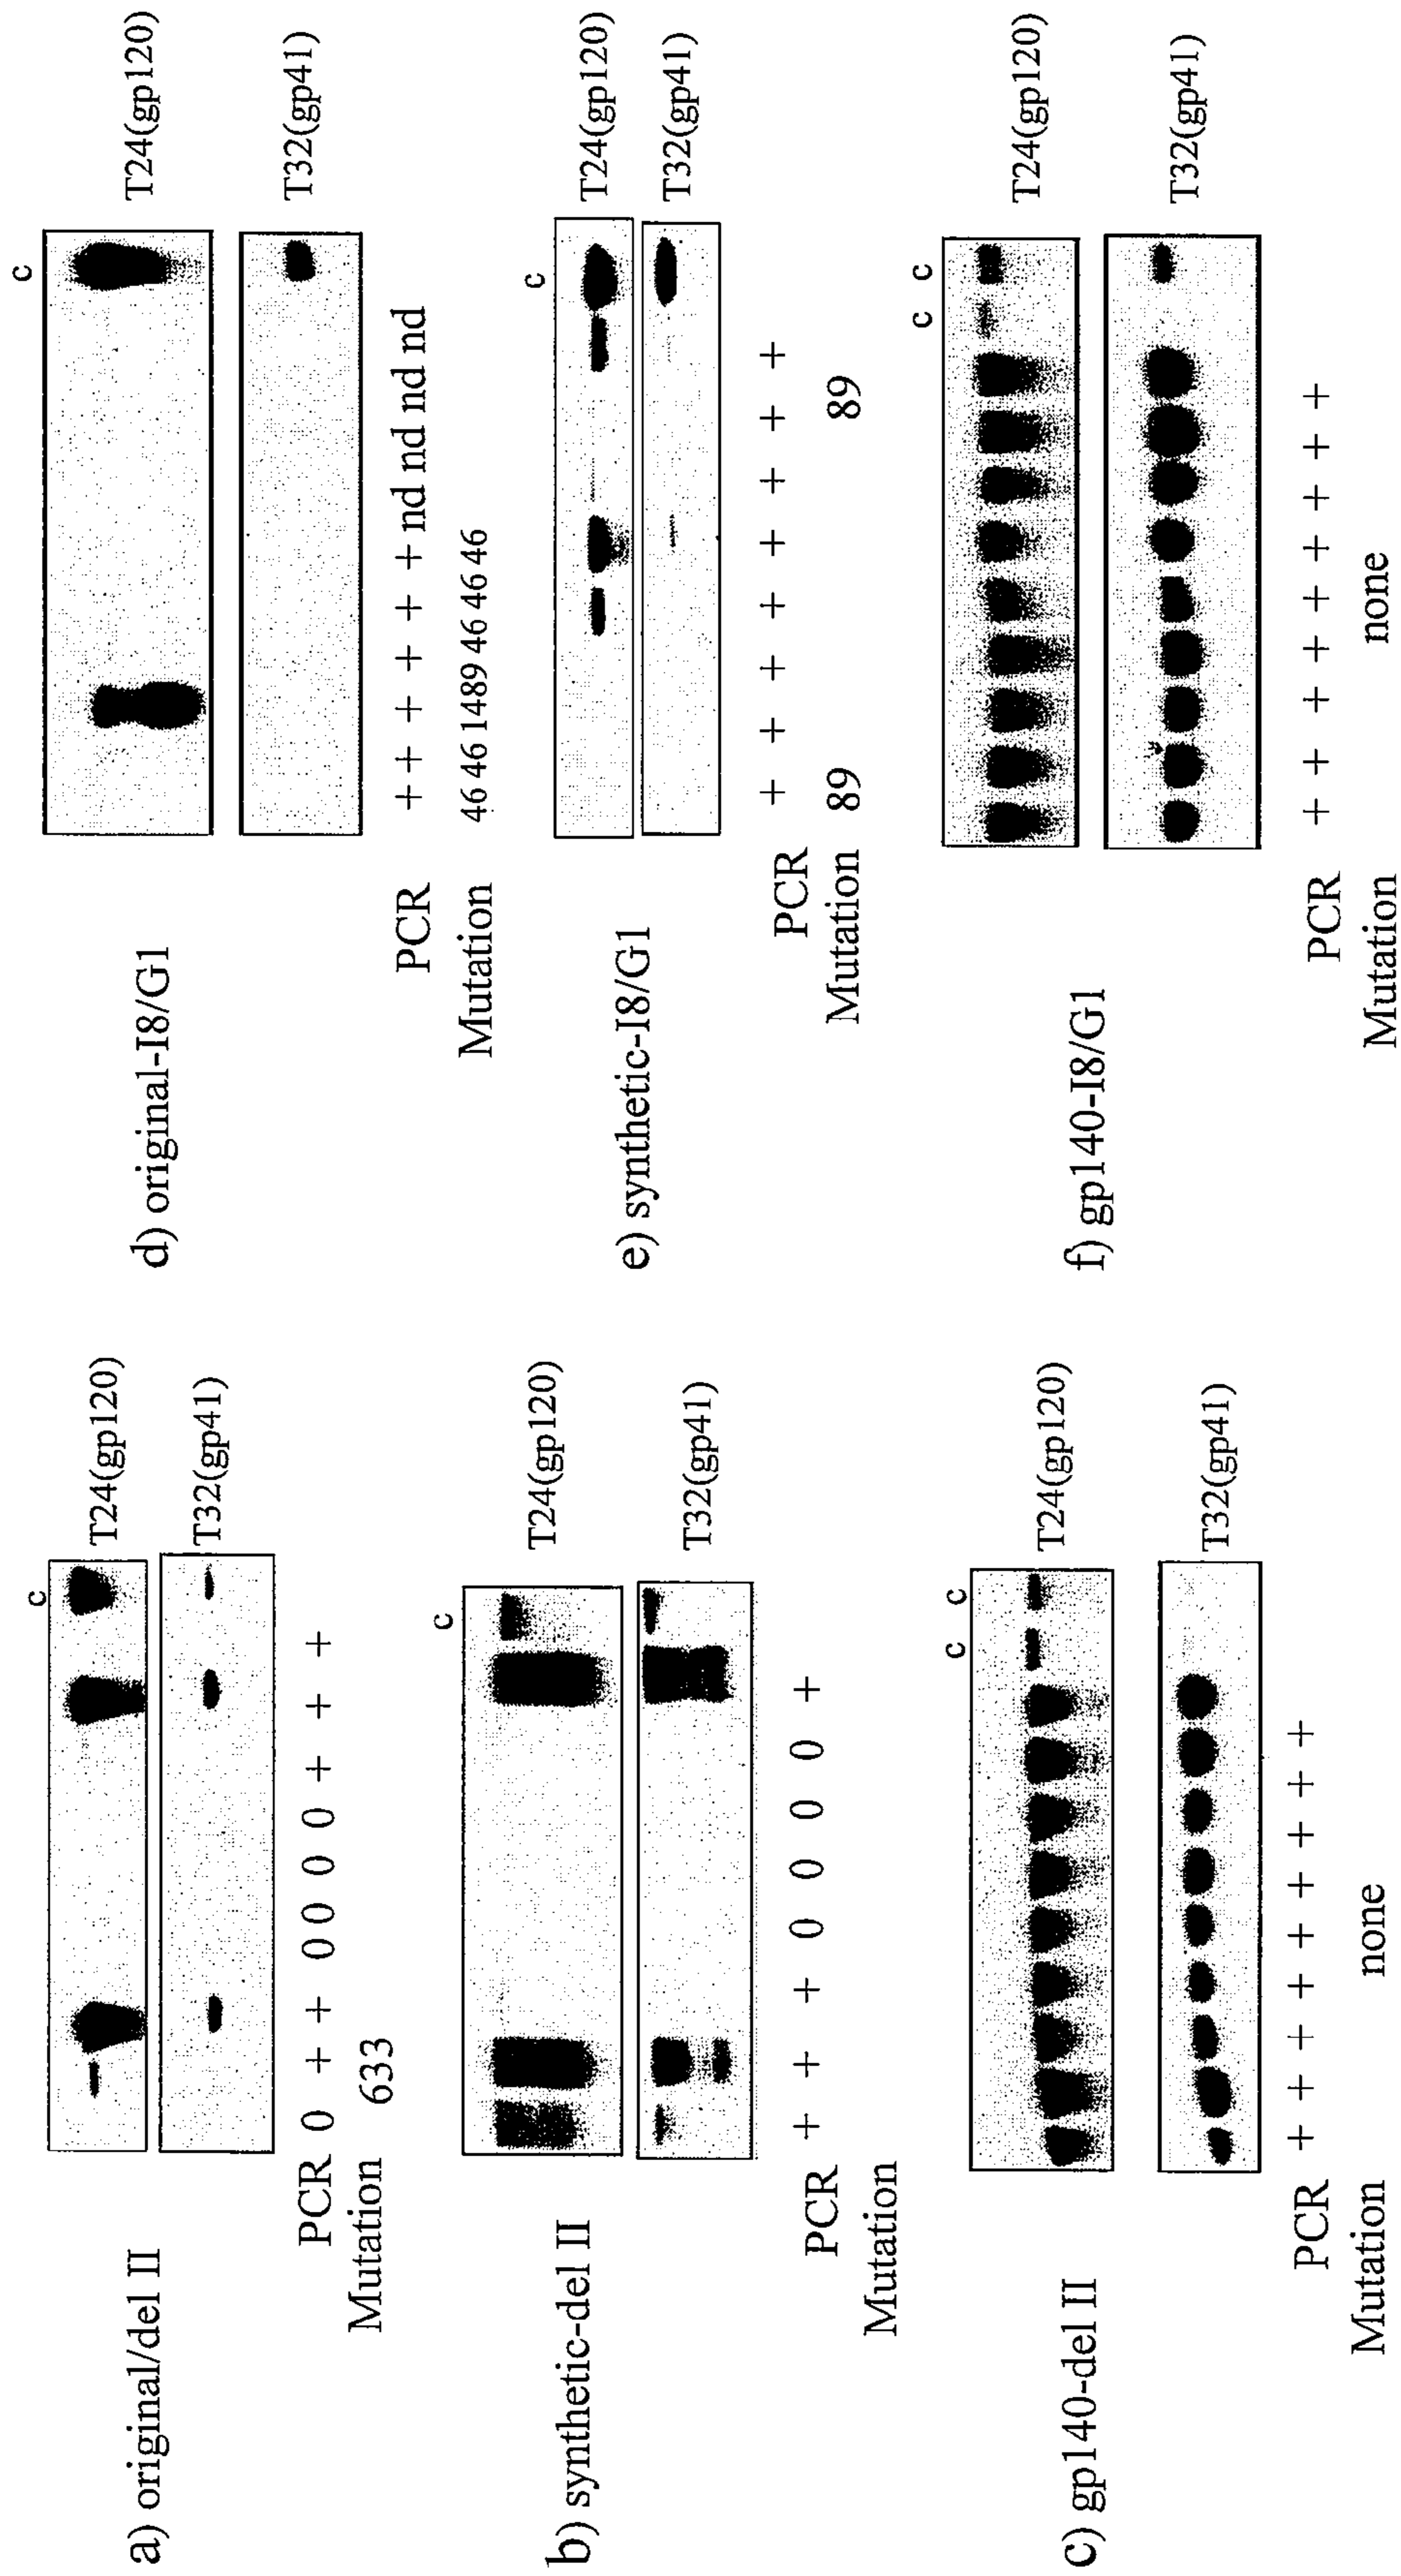 a) original/del II
c
T24(gp120)
T32(gp41)
PCR 0 + + 0 0 0 0 + + +
Mutation 633
b) synthetic-del II
c
T24(gp120)
T32(gp41)
PCR + + + 0 0 0 0 +
Mutation
c) gp140-del II
c c
T24(gp120)
T32(gp41)
PCR + + + + + + + + +
Mutation none
d) original-I8/G1
c
T24(gp120)
T32(gp41)
PCR + + + + + + nd nd nd nd nd
Mutation 46 46 1489 46 46 46
e) synthetic-I8/G1
c
T24(gp120)
T32(gp41)
PCR + + + + + + + +
Mutation 89 89
f) gp140-I8/G1
c c
T24(gp120)
T32(gp41)
PCR + + + + + + + + +
Mutation none